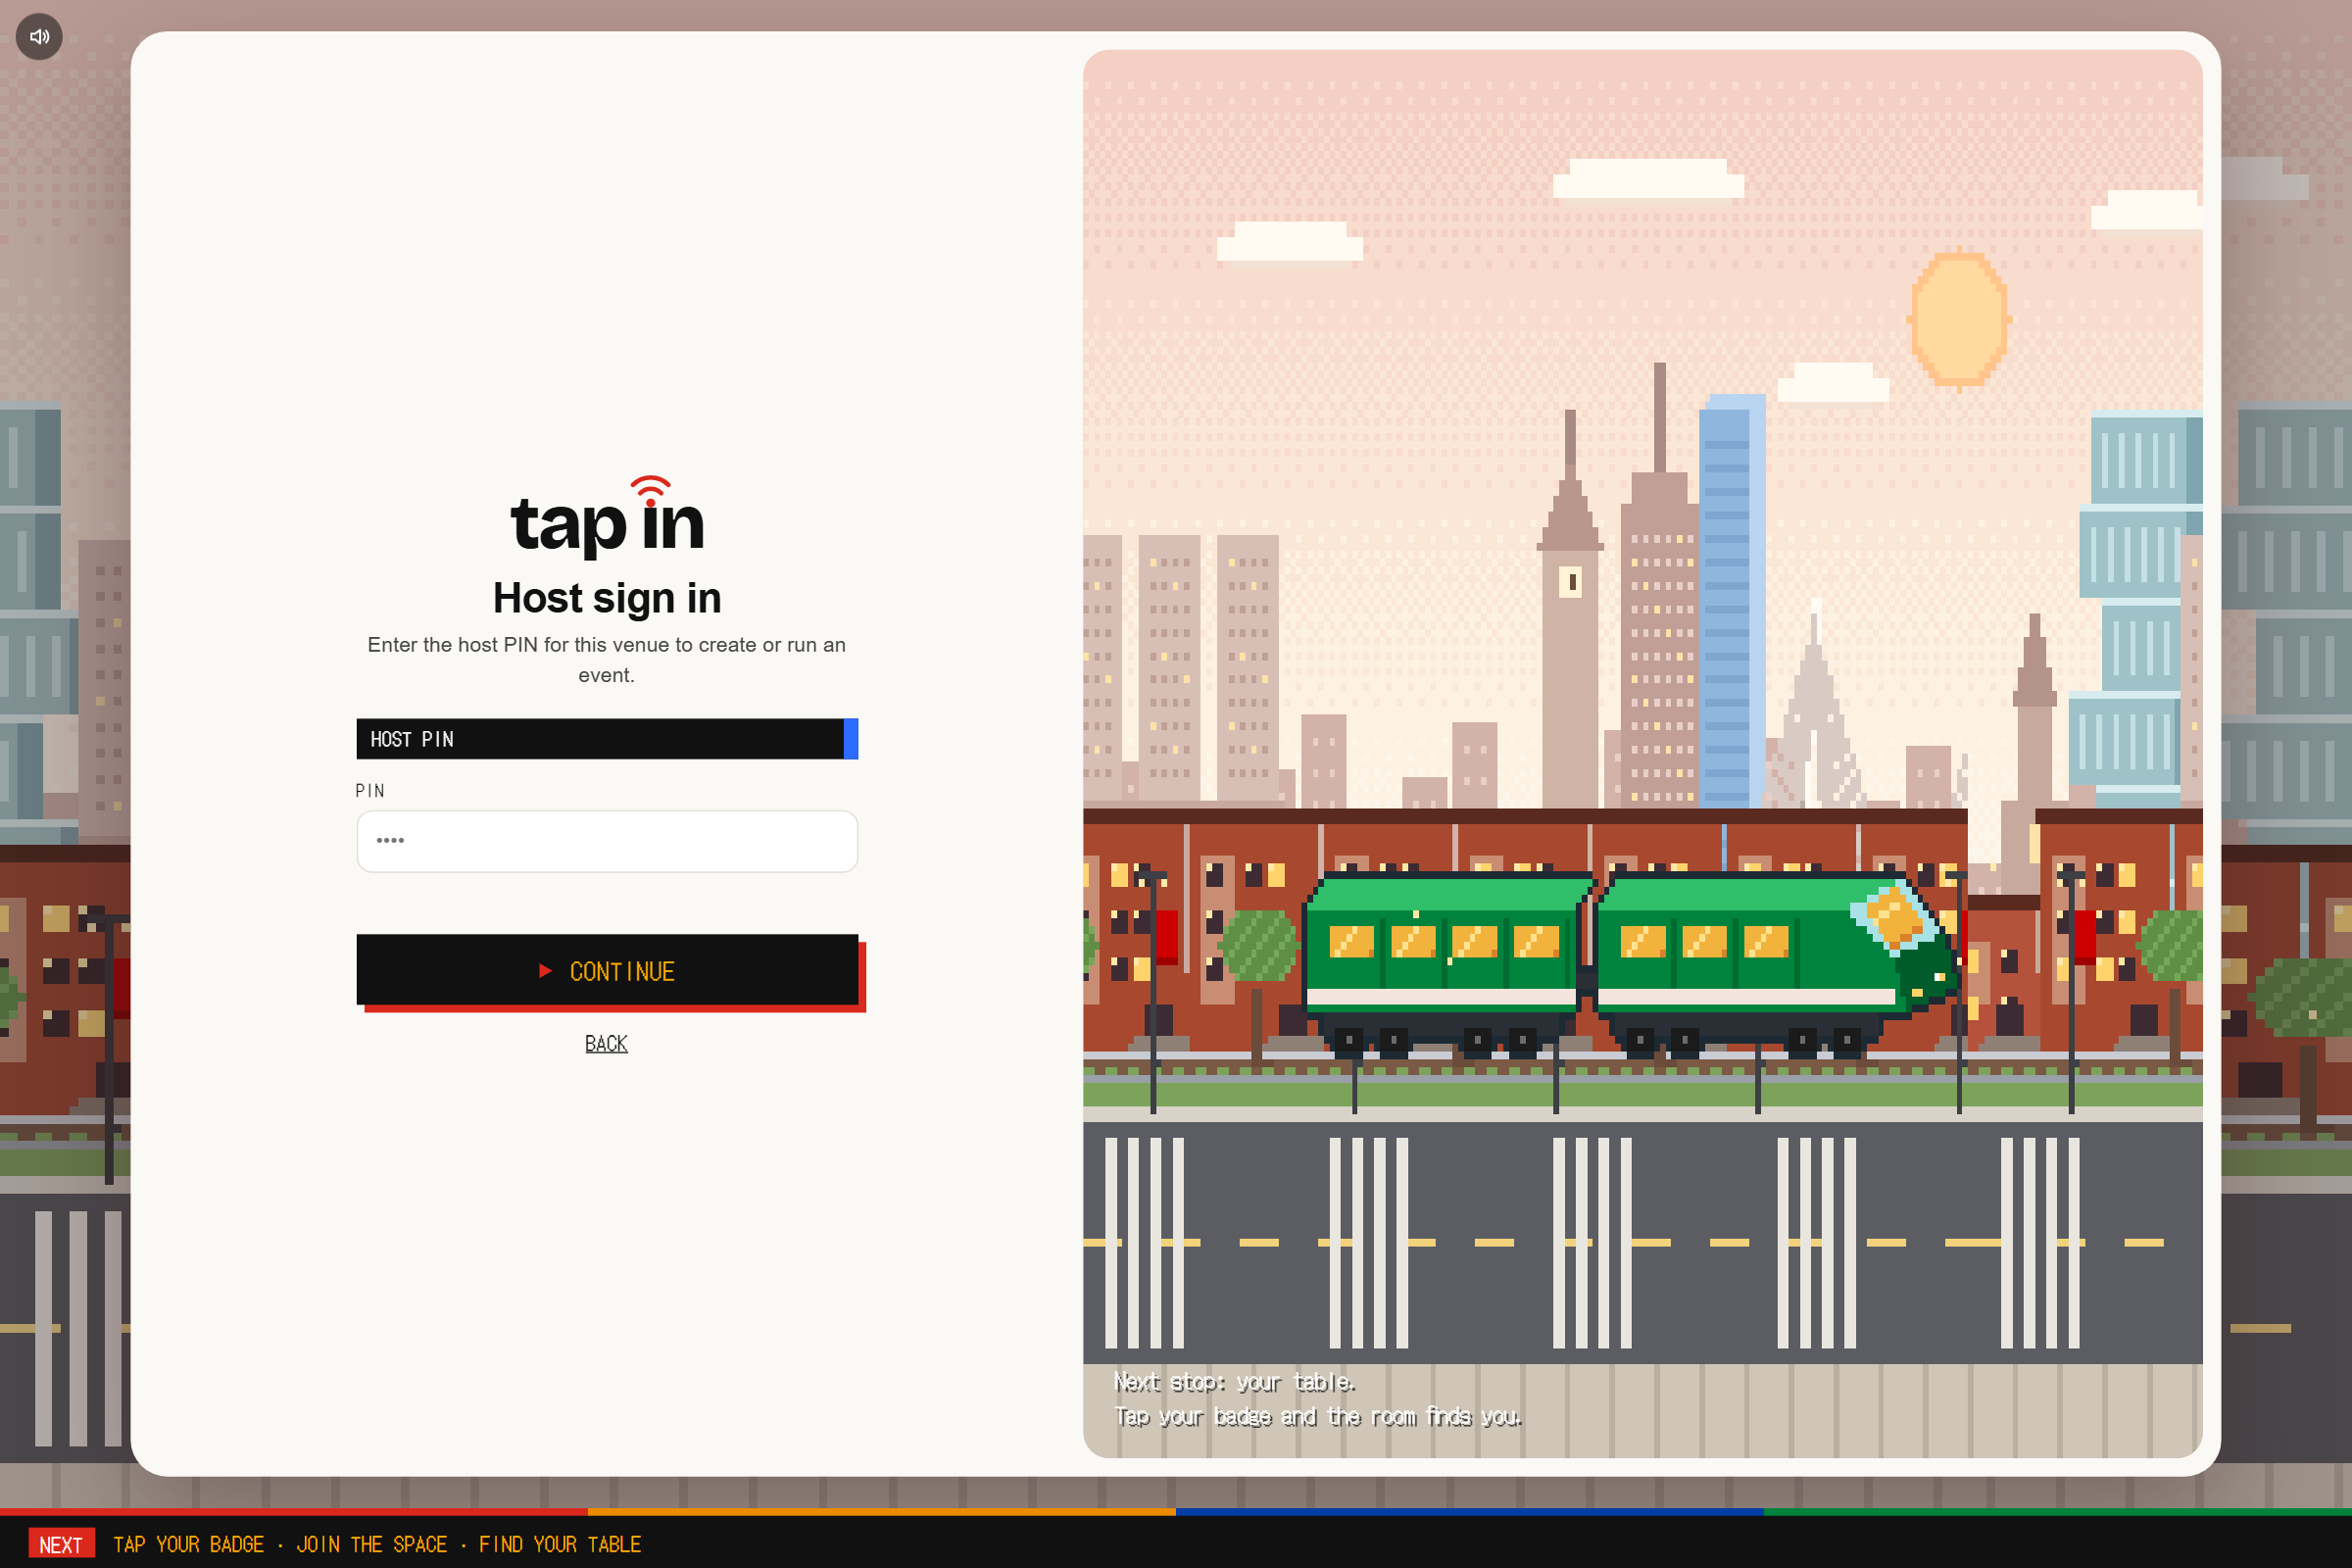 tap in
Host sign in
Enter the host PIN for this venue to create or run an
event.
HOST PIN
PIN
••••
CONTINUE
BACK
Next stop: your table.
Tap your badge and the room finds you.
NEXT TAP YOUR BADGE · JOIN THE SPACE · FIND YOUR TABLE